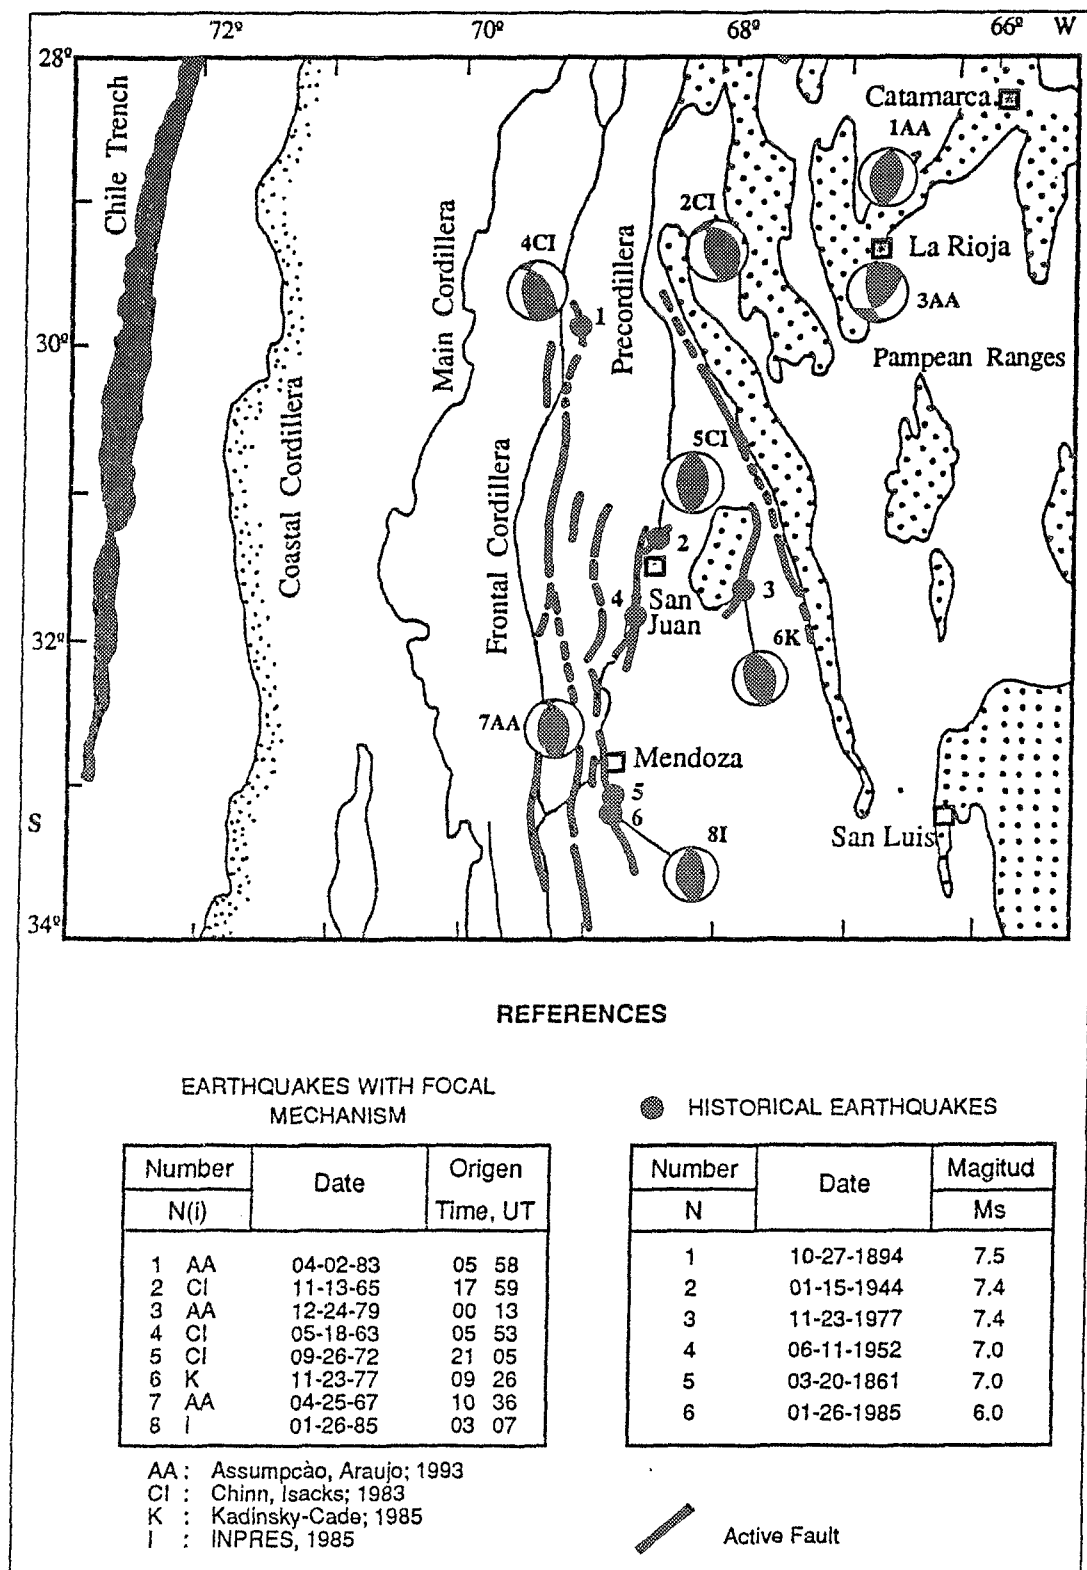 72º 70º 68º 66º W
28º
Chile Trench
Catamarca
1AA
2CI
4CI
La Rioja
Main Cordillera
Precordillera
3AA
1
30º
Pampean Ranges
Coastal Cordillera
5CI
Frontal Cordillera
2
4
San
Juan
3
32º
6K
7AA
Mendoza
5
6
S
San Luis
8I
34º
REFERENCES
EARTHQUAKES WITH FOCAL
MECHANISM
Number Date Origen
N(i) Time, UT
1 AA 04-02-83 05 58
2 CI 11-13-65 17 59
3 AA 12-24-79 00 13
4 CI 05-18-63 05 53
5 CI 09-26-72 21 05
6 K 11-23-77 09 26
7 AA 04-25-67 10 36
8 I 01-26-85 03 07
AA : Assumpcào, Araujo; 1993
CI : Chinn, Isacks; 1983
K : Kadinsky-Cade; 1985
I : INPRES, 1985
HISTORICAL EARTHQUAKES
Number Date Magitud
N Ms
1 10-27-1894 7.5
2 01-15-1944 7.4
3 11-23-1977 7.4
4 06-11-1952 7.0
5 03-20-1861 7.0
6 01-26-1985 6.0
Active Fault